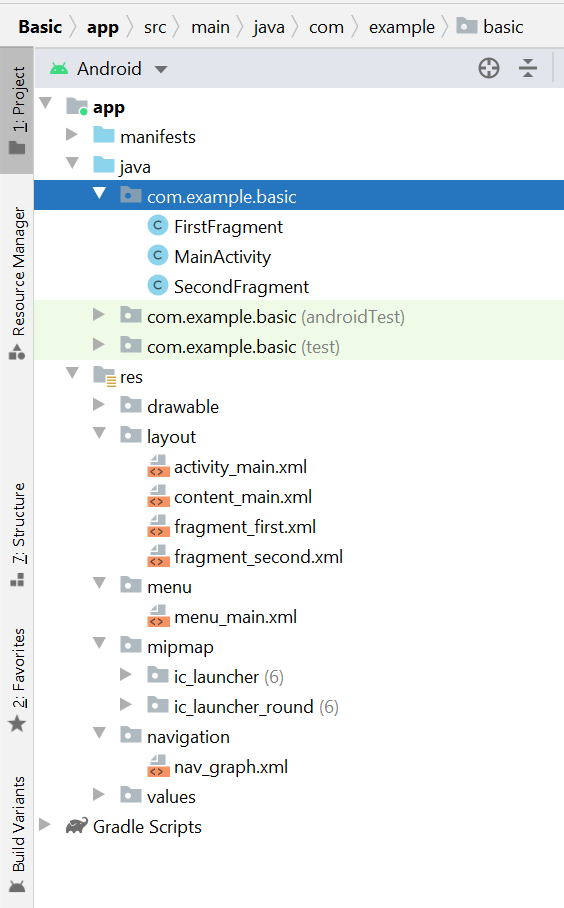 Basic app src main java com example basic
Android
app
manifests
java
com.example.basic
C FirstFragment
C MainActivity
C SecondFragment
com.example.basic (androidTest)
com.example.basic (test)
res
drawable
layout
<> activity_main.xml
<> content_main.xml
<> fragment_first.xml
<> fragment_second.xml
menu
<> menu_main.xml
mipmap
ic_launcher (6)
ic_launcher_round (6)
navigation
<> nav_graph.xml
values
Gradle Scripts
1: Project
Resource Manager
7: Structure
2: Favorites
Build Variants